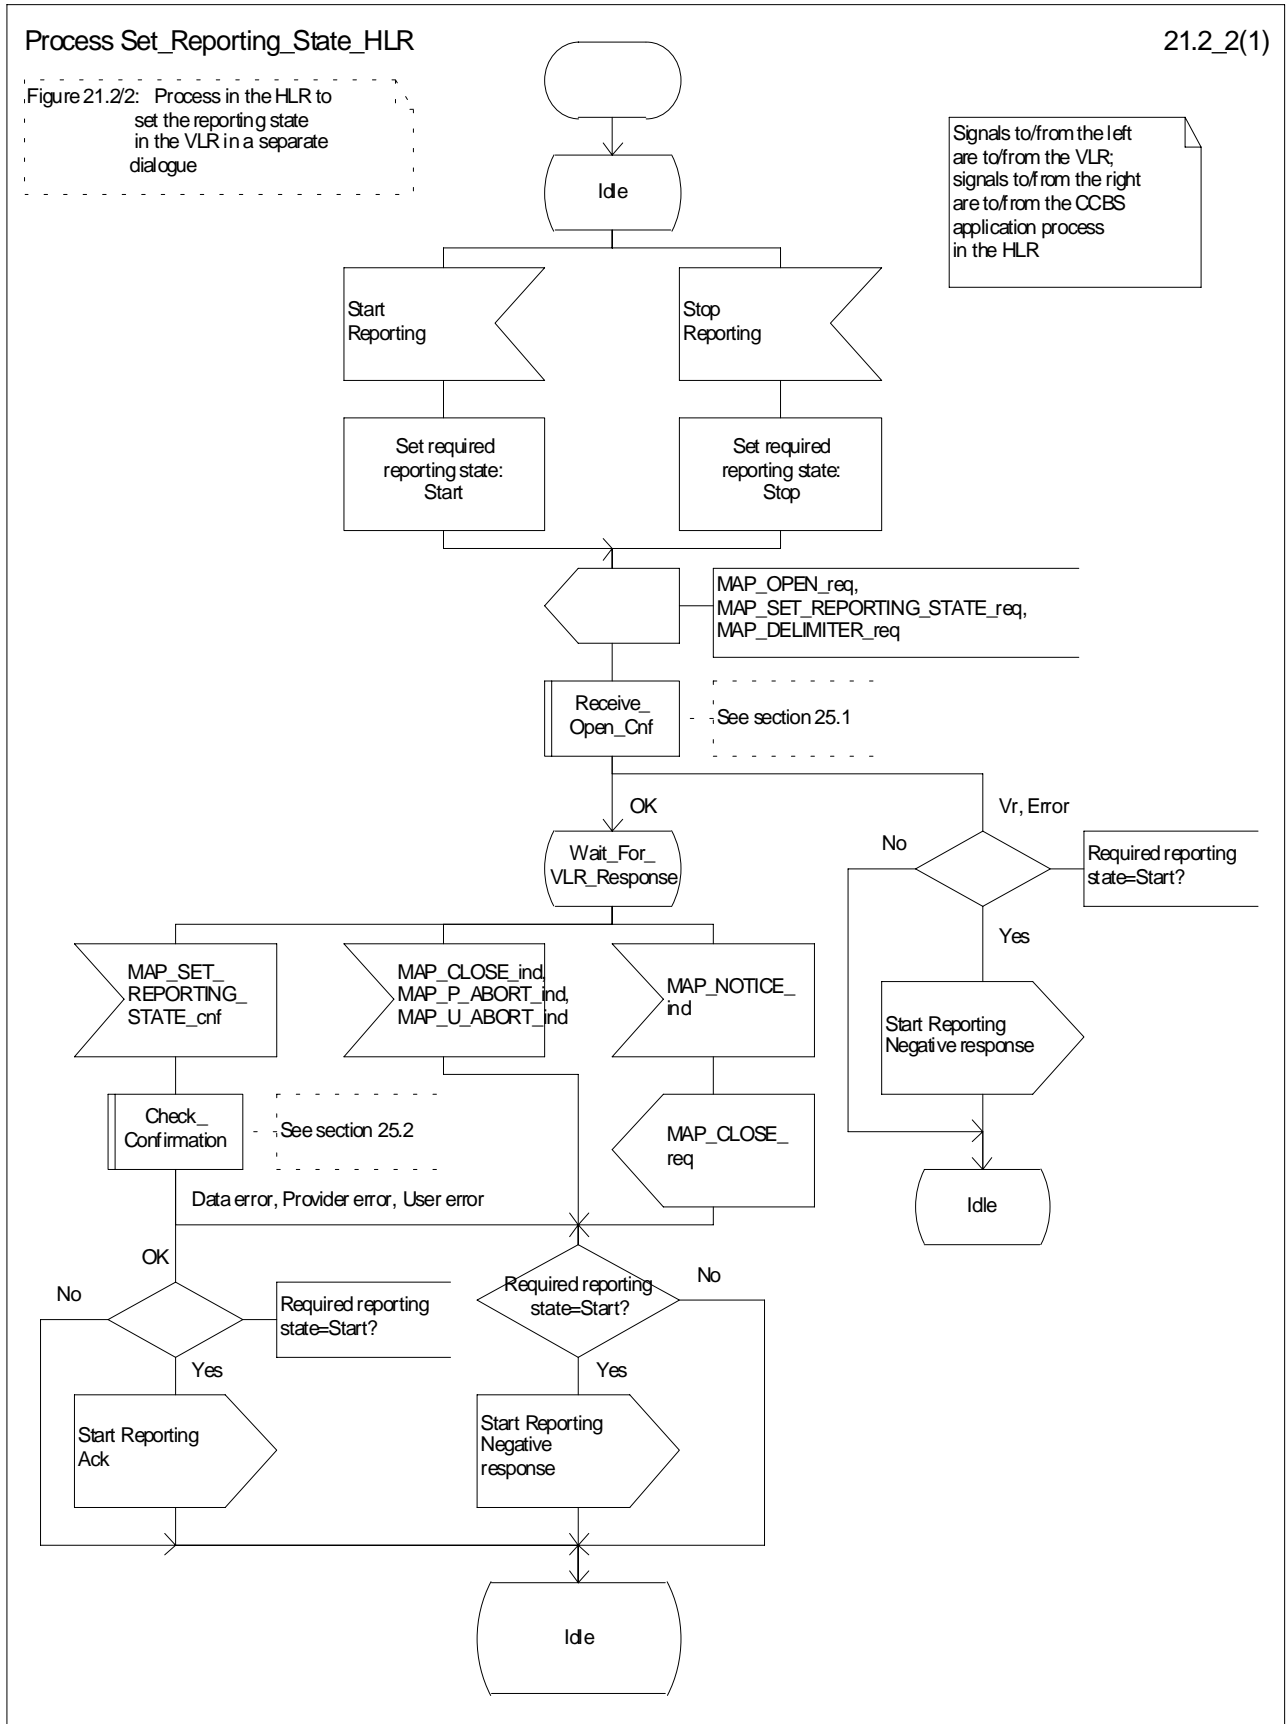 Process Set_Reporting_State_HLR
21.2_2(1)
Figure 21.2/2: Process in the HLR to
set the reporting state
in the VLR in a separate
dialogue
Signals to/from the left
are to/from the VLR;
signals to/from the right
are to/from the CCBS
application process
in the HLR
Idle
Start
Reporting
Stop
Reporting
Set required
reporting state:
Start
Set required
reporting state:
Stop
MAP_OPEN_req,
MAP_SET_REPORTING_STATE_req,
MAP_DELIMITER_req
Receive_
Open_Cnf
See section 25.1
OK
Vr, Error
Wait_For_
VLR_Response
No
Required reporting
state=Start?
Yes
MAP_SET_
REPORTING_
STATE_cnf
MAP_CLOSE_ind,
MAP_P_ABORT_ind,
MAP_U_ABORT_ind
MAP_NOTICE_
ind
Start Reporting
Negative response
Check_
Confirmation
See section 25.2
MAP_CLOSE_
req
Data error, Provider error, User error
Idle
OK
No
Required reporting
state=Start?
Required reporting
state=Start?
No
Yes
Yes
Start Reporting
Ack
Start Reporting
Negative
response
Idle